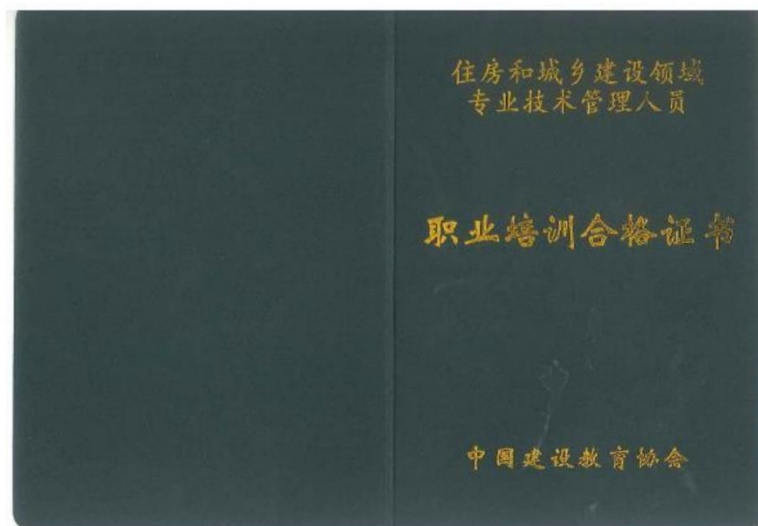 住房和城乡建设领域
专业技术管理人员
职业培训合格证书
中国建设教育协会